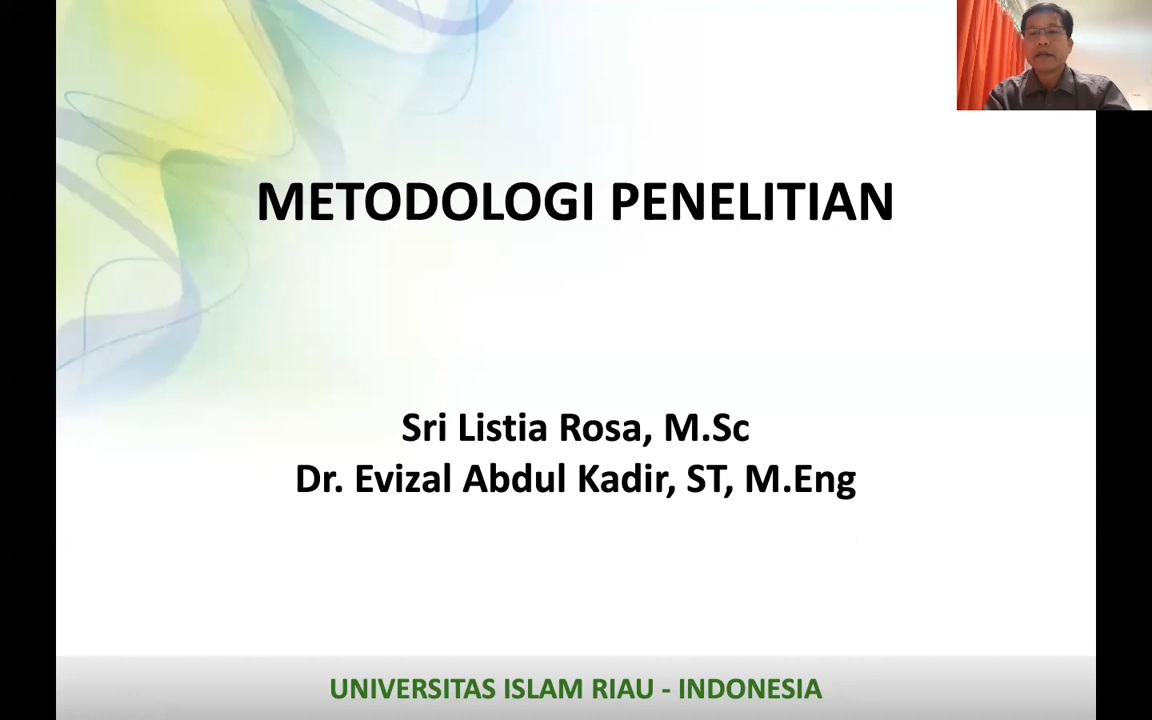 METODOLOGI PENELITIAN
Sri Listia Rosa, M.Sc
Dr. Evizal Abdul Kadir, ST, M.Eng
UNIVERSITAS ISLAM RIAU - INDONESIA